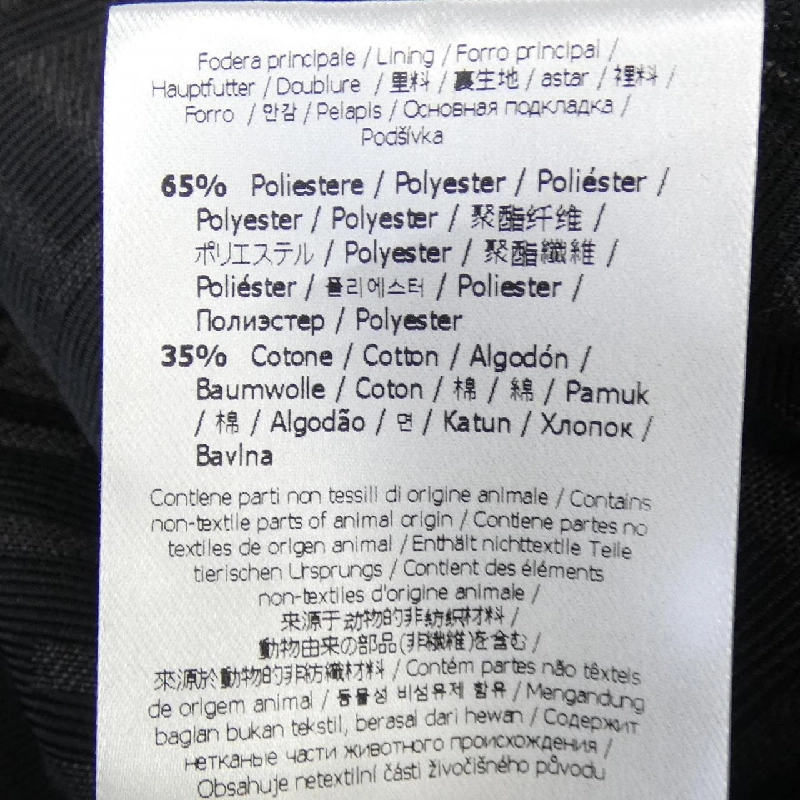 Fodera principale / Lining / Forro principal /
Hauptfutter / Doublure / 里料 / 裏生地 / astar / 裡料 /
Forro / 안감 / Pelapis / Основная подкладка /
Podšívka
65% Poliestere / Polyester / Poliéster /
Polyester / Polyester / 聚酯纤维 /
ポリエステル / Polyester / 聚酯纖維 /
Poliéster / 폴리에스터 / Poliester /
Полиэстер / Polyester
35% Cotone / Cotton / Algodón /
Baumwolle / Coton / 棉 / 綿 / Pamuk
/ 棉 / Algodão / 면 / Katun / Хлопок /
Bavlna
Contiene parti non tessili di origine animale / Contains
non-textile parts of animal origin / Contiene partes no
textiles de origen animal / Enthält nichttextile Teile
tierischen Ursprungs / Contient des éléments
non-textiles d'origine animale /
來源于动物的非纺织材料 /
動物由来の部品(非繊維)を含む /
來源於動物的非紡織材料 / Contém partes não têxteis
de origem animal / 동물성 비섬유제 함유 / Mengandung
bagian bukan tekstil, berasal dari hewan / Содержит
нетканые части животного происхождения /
Obsahuje netextilní části živočišného původu